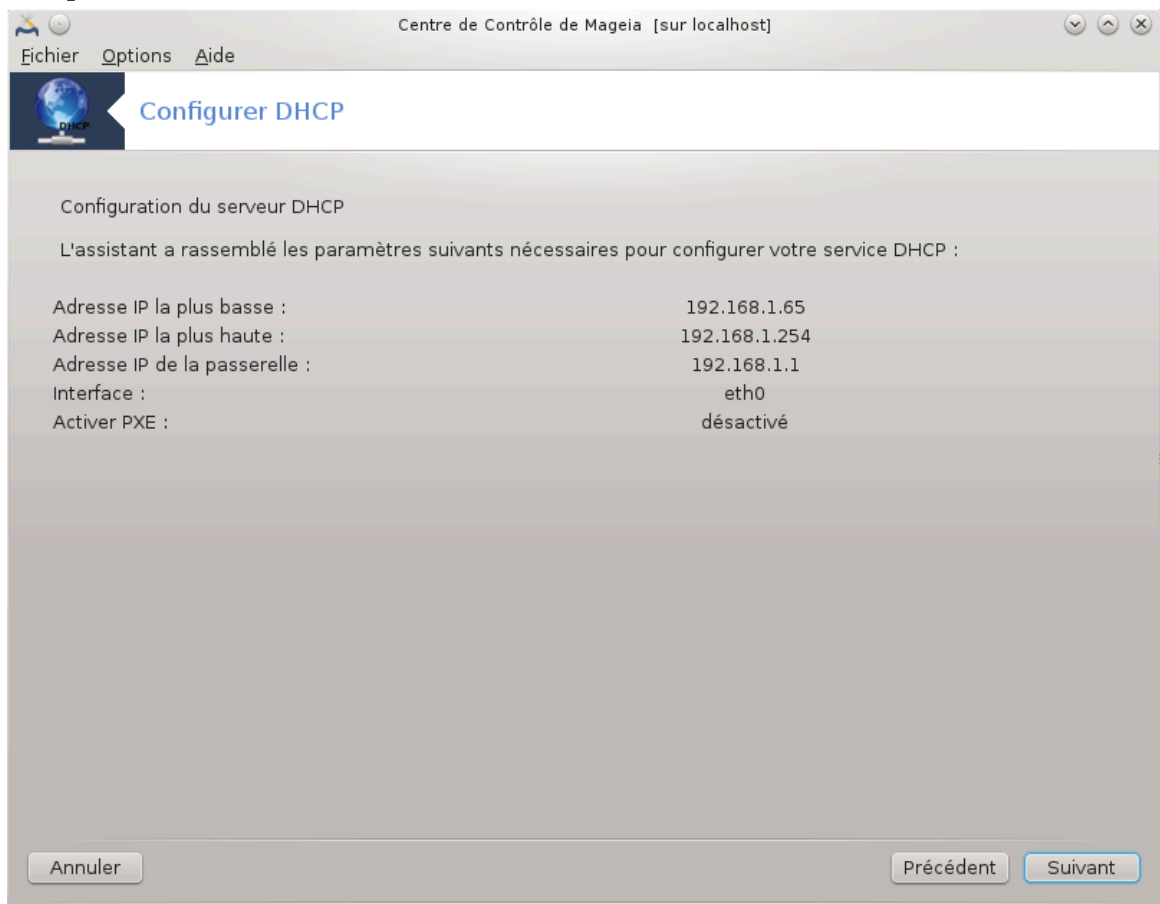 Centre de Contrôle de Mageia [sur localhost]
Fichier Options Aide
DHCP
Configurer DHCP
Configuration du serveur DHCP
L'assistant a rassemblé les paramètres suivants nécessaires pour configurer votre service DHCP :
Adresse IP la plus basse : 192.168.1.65
Adresse IP la plus haute : 192.168.1.254
Adresse IP de la passerelle : 192.168.1.1
Interface : eth0
Activer PXE : désactivé
Annuler Précédent Suivant